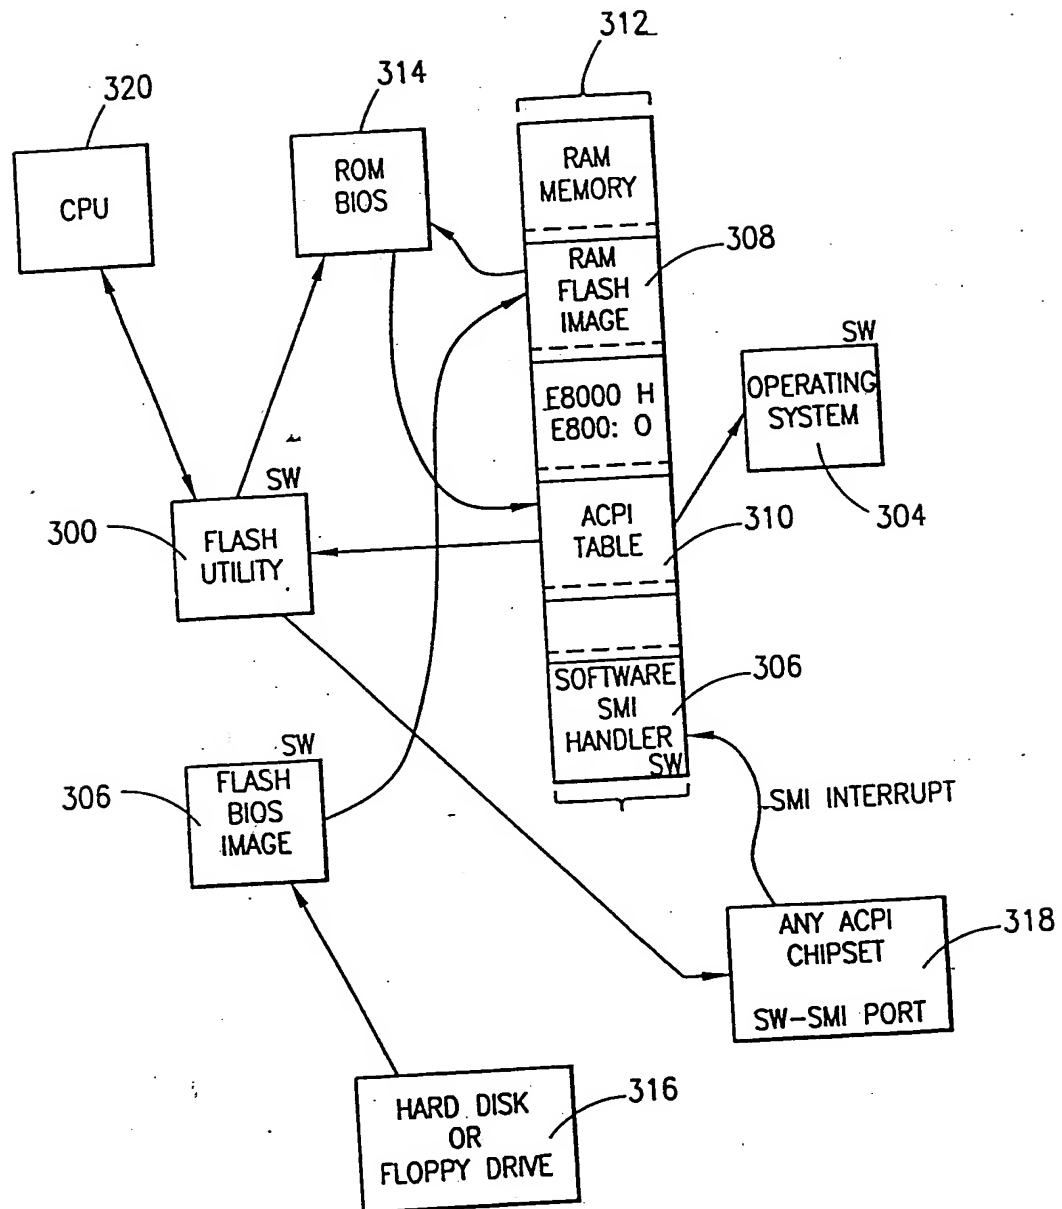 312
320
314
CPU
ROM
BIOS
RAM
MEMORY
308
RAM
FLASH
IMAGE
SW
E8000 H
E800: 0
OPERATING
SYSTEM
304
SW
300
FLASH
UTILITY
ACPI
TABLE
310
306
SOFTWARE
SMI
HANDLER
SW
SW
306
FLASH
BIOS
IMAGE
SMI INTERRUPT
ANY ACPI
CHIPSET
318
SW-SMI PORT
HARD DISK
OR
FLOPPY DRIVE
316